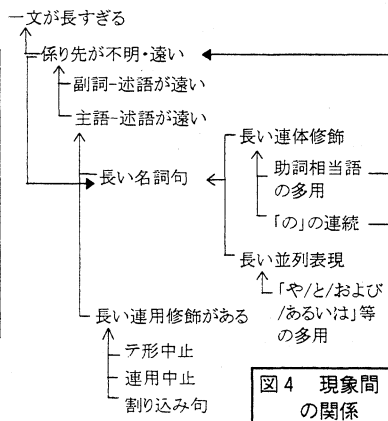 一文が長すぎる
係り先が不明・遠い
副詞-述語が遠い
主語-述語が遠い
長い名詞句
長い連体修飾
助詞相当語
の多用
「の」の連続
長い並列表現
「や/と/および
/あるいは」等
の多用
長い連用修飾がある
テ形中止
連用中止
割り込み句
図4 現象間
の関係